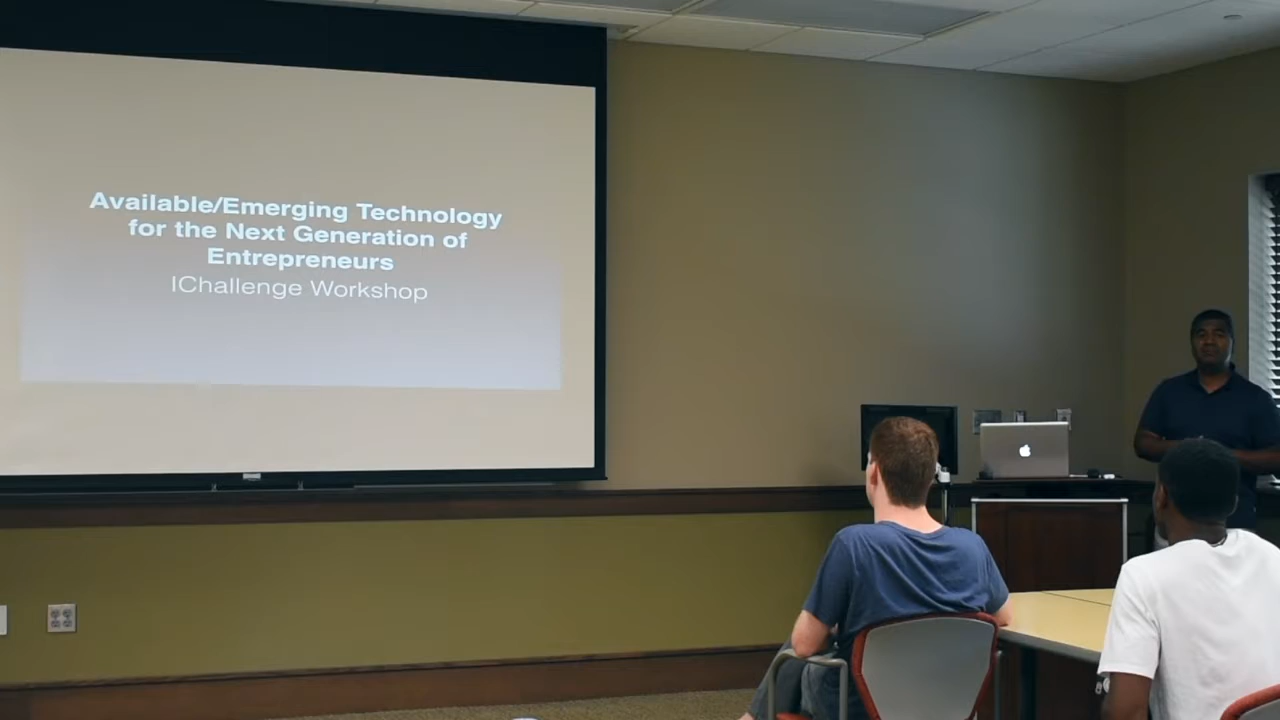 Available/Emerging Technology
for the Next Generation of
Entrepreneurs
IChallenge Workshop